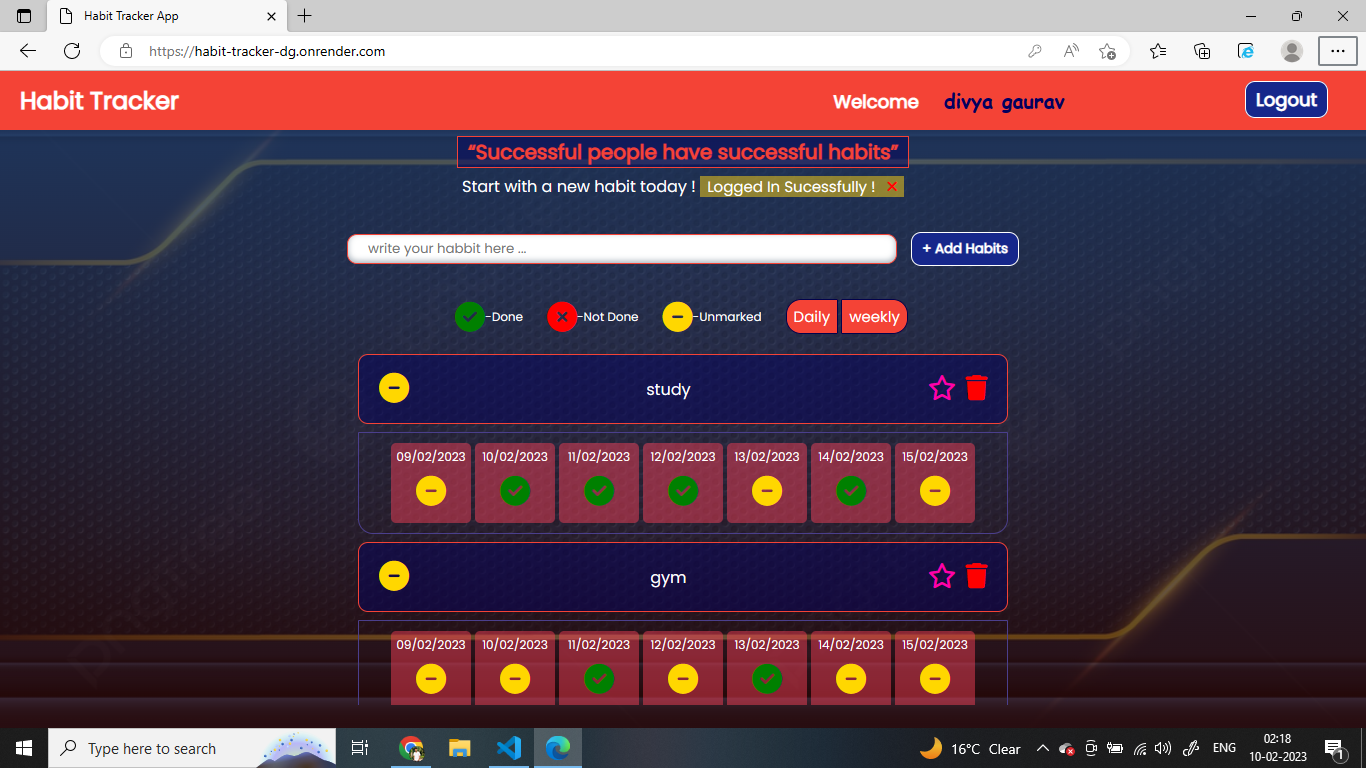 Habit Tracker App
https://habit-tracker-dg.onrender.com
Habit Tracker
Welcome divya gaurav
Logout
“Successful people have successful habits”
Start with a new habit today ! Logged In Sucessfully ! ×
write your habbit here ...
+ Add Habits
-Done -Not Done -Unmarked Daily weekly
study
09/02/2023 10/02/2023 11/02/2023 12/02/2023 13/02/2023 14/02/2023 15/02/2023
gym
09/02/2023 10/02/2023 11/02/2023 12/02/2023 13/02/2023 14/02/2023 15/02/2023
Type here to search
16°C Clear
ENG
02:18
10-02-2023
1